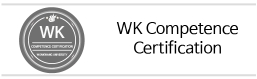 WK
COMPETENCE CERTIFICATION
WK Competence
Certification